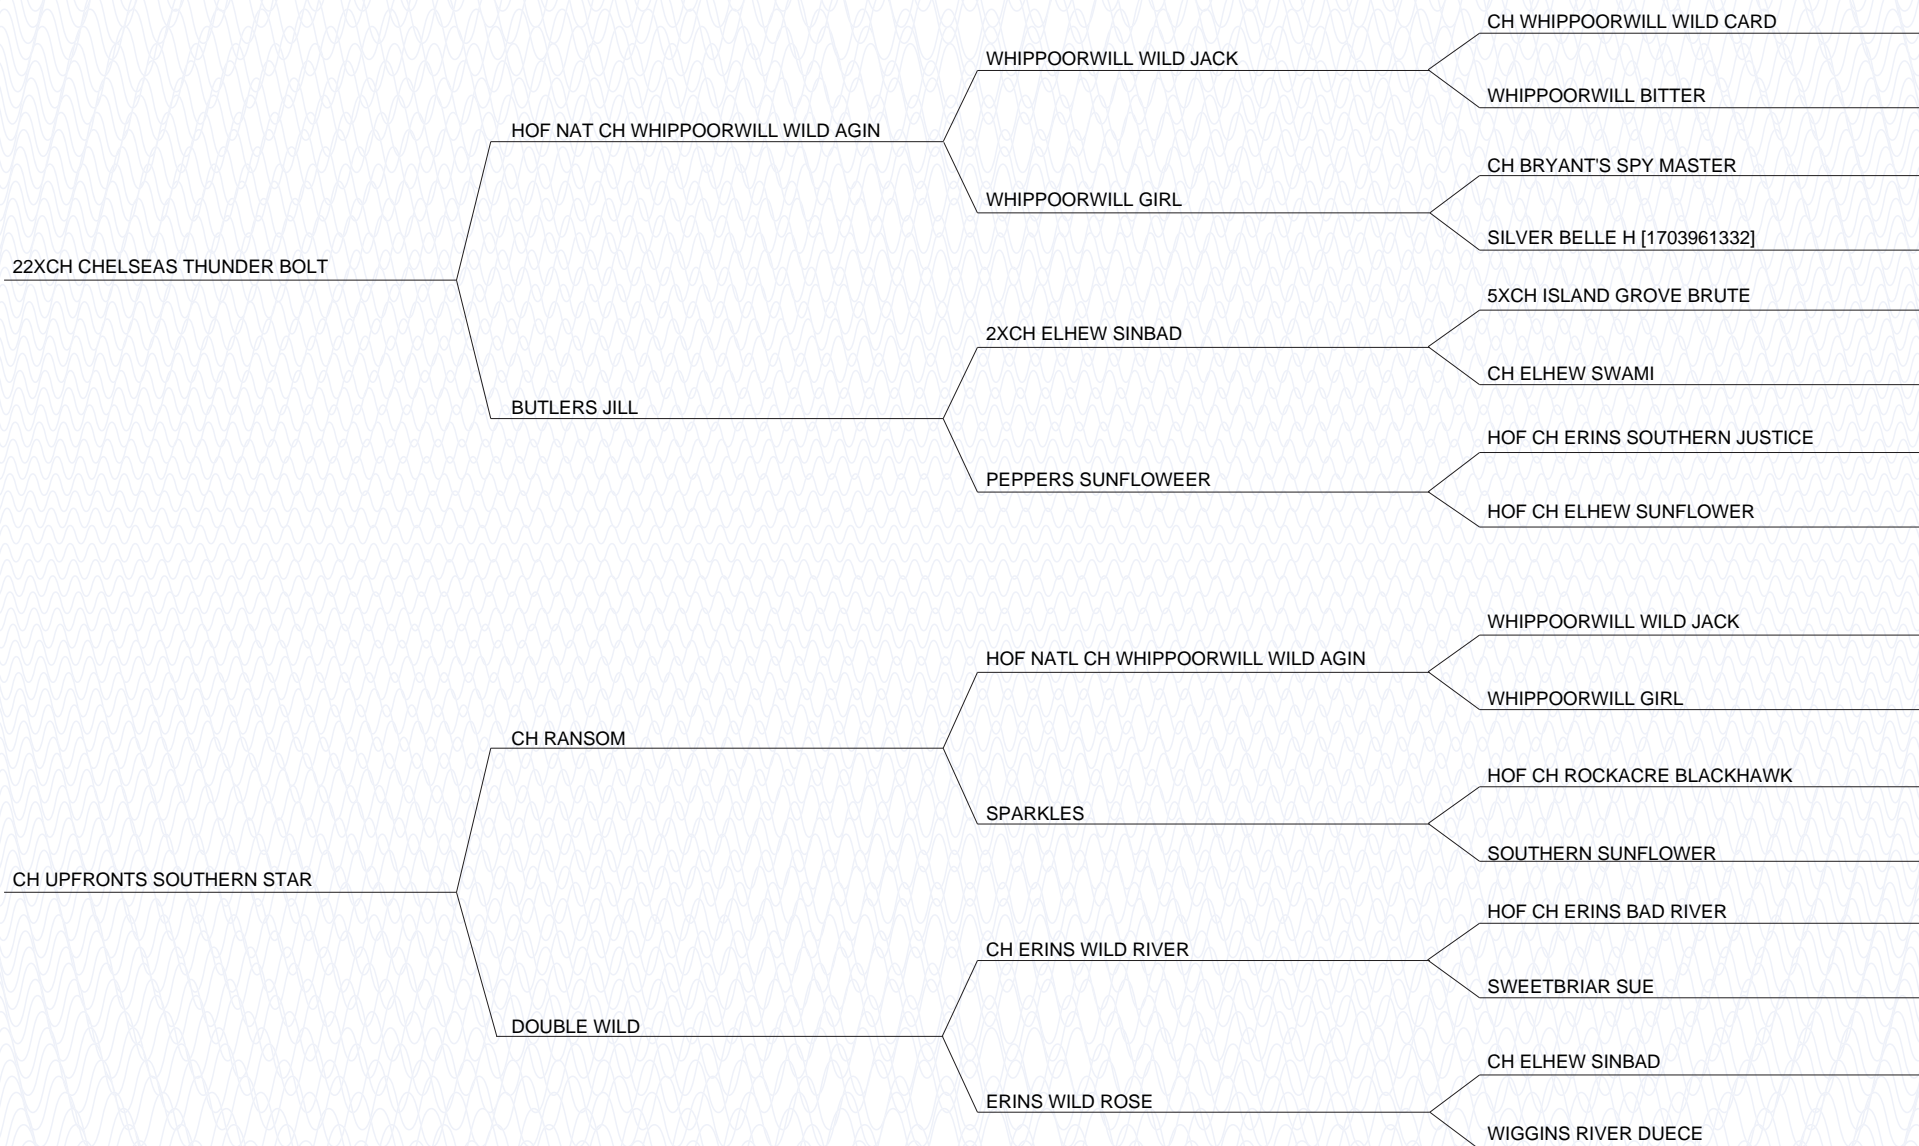 CH WHIPPOORWILL WILD CARD
WHIPPOORWILL WILD JACK
WHIPPOORWILL BITTER
HOF NAT CH WHIPPOORWILL WILD AGIN
CH BRYANT'S SPY MASTER
WHIPPOORWILL GIRL
SILVER BELLE H [1703961332]
22XCH CHELSEAS THUNDER BOLT
5XCH ISLAND GROVE BRUTE
2XCH ELHEW SINBAD
CH ELHEW SWAMI
BUTLERS JILL
HOF CH ERINS SOUTHERN JUSTICE
PEPPERS SUNFLOWEER
HOF CH ELHEW SUNFLOWER
WHIPPOORWILL WILD JACK
HOF NATL CH WHIPPOORWILL WILD AGIN
WHIPPOORWILL GIRL
CH RANSOM
HOF CH ROCKACRE BLACKHAWK
SPARKLES
SOUTHERN SUNFLOWER
CH UPFRONTS SOUTHERN STAR
HOF CH ERINS BAD RIVER
CH ERINS WILD RIVER
SWEETBRIAR SUE
DOUBLE WILD
CH ELHEW SINBAD
ERINS WILD ROSE
WIGGINS RIVER DUECE